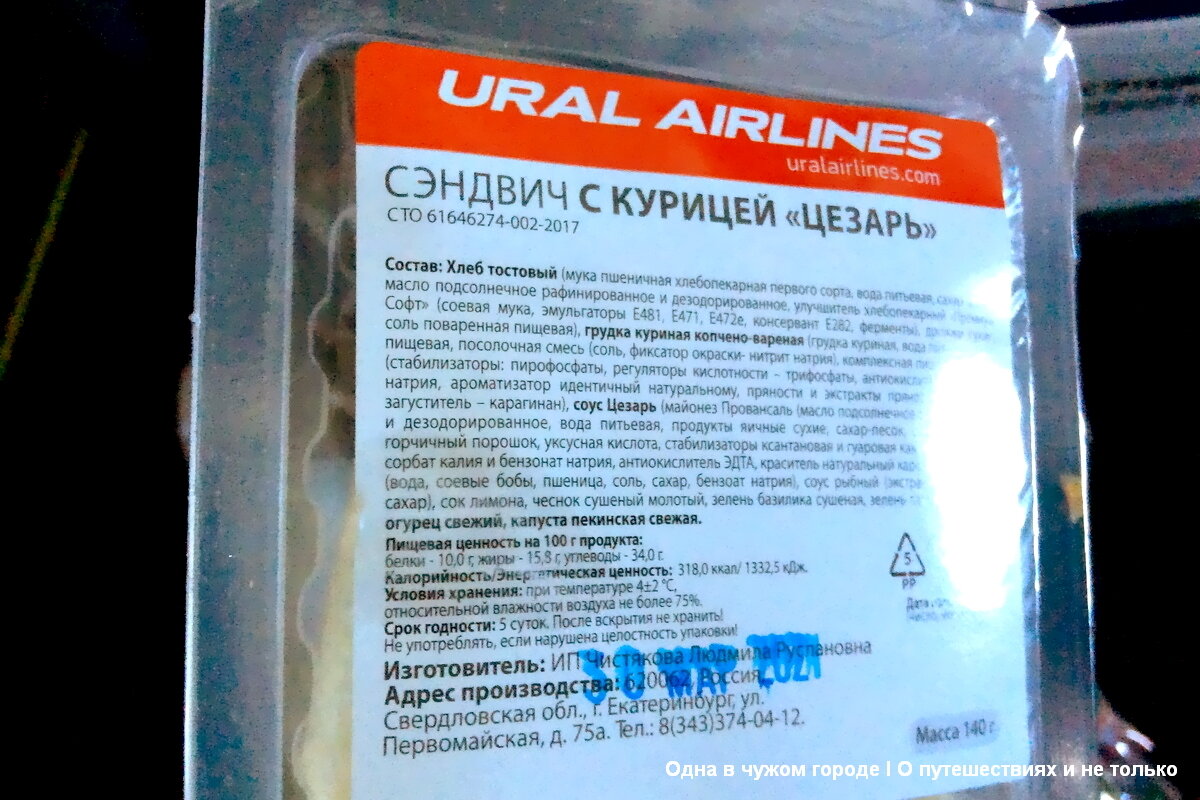 URAL AIRLINES
uralairlines.com
СЭНДВИЧ С КУРИЦЕЙ «ЦЕЗАРЬ»
СТО 61646274-002-2017
Состав: Хлеб тостовый (мука пшеничная хлебопекарная первого сорта, вода питьевая,
масло подсолнечное рафинированное и дезодорированное, улучшитель хлебопекарный
Софт» (соевая мука, эмульгаторы Е481, Е471, Е472е, консервант Е282, ферменты),
соль поваренная пищевая), грудка куриная копчено-вареная (грудка куриная, вода
пищевая, посолочная смесь (соль, фиксатор окраски- нитрит натрия), комплексная
(стабилизаторы: пирофосфаты, регуляторы кислотности – трифосфаты,
натрия, ароматизатор идентичный натуральному, пряности и экстракты
загуститель – карагинан), соус Цезарь (майонез Провансаль (масло подсолнечное
и дезодорированное, вода питьевая, продукты яичные сухие, сахар-песок,
горчичный порошок, уксусная кислота, стабилизаторы ксантановая и гуаровая
сорбат калия и бензонат натрия, антиокислитель ЭДТА, краситель натуральный
(вода, соевые бобы, пшеница, соль, сахар, бензоат натрия), соус рыбный
сахар), сок лимона, чеснок сушеный молотый, зелень базилика сушеная, зелень
огурец свежий, капуста пекинская свежая.
Пищевая ценность на 100 г продукта:
белки - 10,0 г, жиры - 15,8 г, углеводы - 34,0 г.
Калорийность/Энергетическая ценность: 318,0 ккал/ 1332,5 кДж.
Условия хранения: при температуре 4±2 °С,
относительной влажности воздуха не более 75%.
Срок годности: 5 суток. После вскрытия не хранить!
Не употреблять, если нарушена целостность упаковки!
5
PP
Изготовитель: ИП Чистякова Людмила Руслановна
Адрес производства: 620062, Россия,
Свердловская обл., г. Екатеринбург, ул.
Первомайская, д. 75а. Тел.: 8(343)374-04-12.
Масса 140 г
Одна в чужом городе | О путешествиях и не только